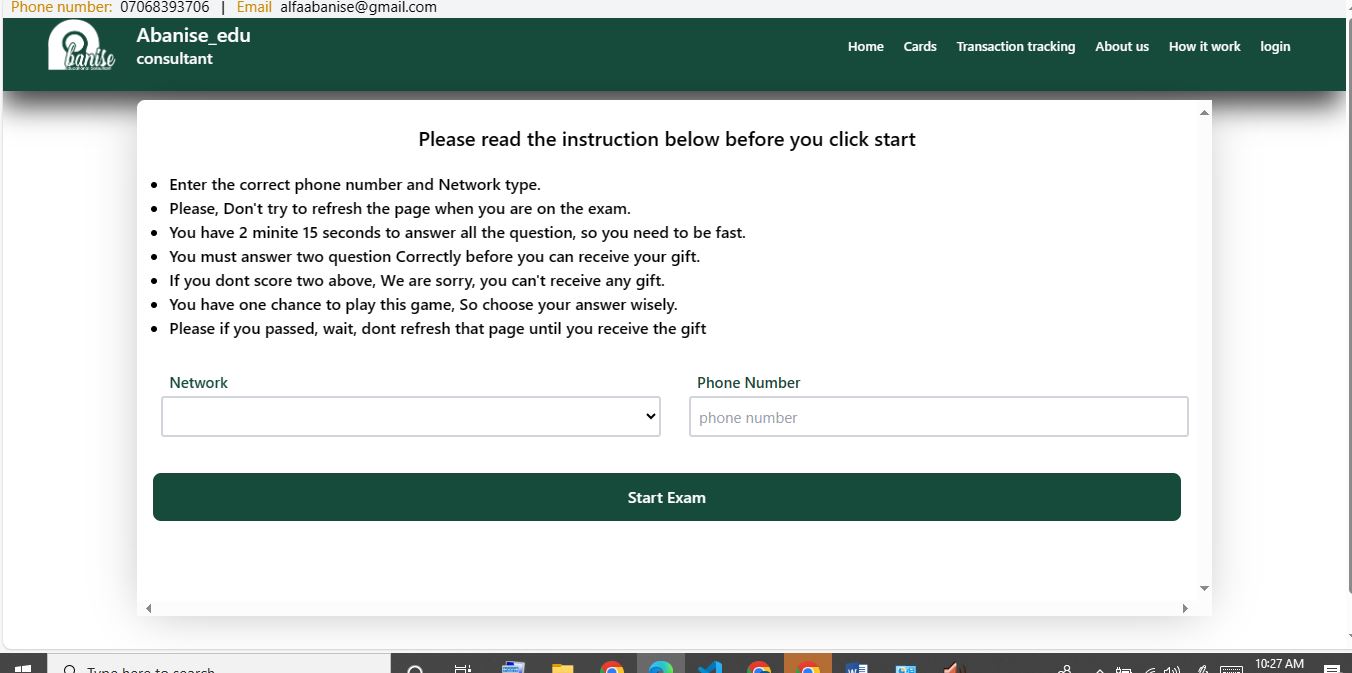 Phone number: 07068393706 | Email alfaabanise@gmail.com
banise
Abanise_edu
consultant
Home Cards Transaction tracking About us How it work login
Please read the instruction below before you click start
Enter the correct phone number and Network type.
Please, Don't try to refresh the page when you are on the exam.
You have 2 minite 15 seconds to answer all the question, so you need to be fast.
You must answer two question Correctly before you can receive your gift.
If you dont score two above, We are sorry, you can't receive any gift.
You have one chance to play this game, So choose your answer wisely.
Please if you passed, wait, dont refresh that page until you receive the gift
Network Phone Number
phone number
Start Exam
Type here to search
10:27 AM